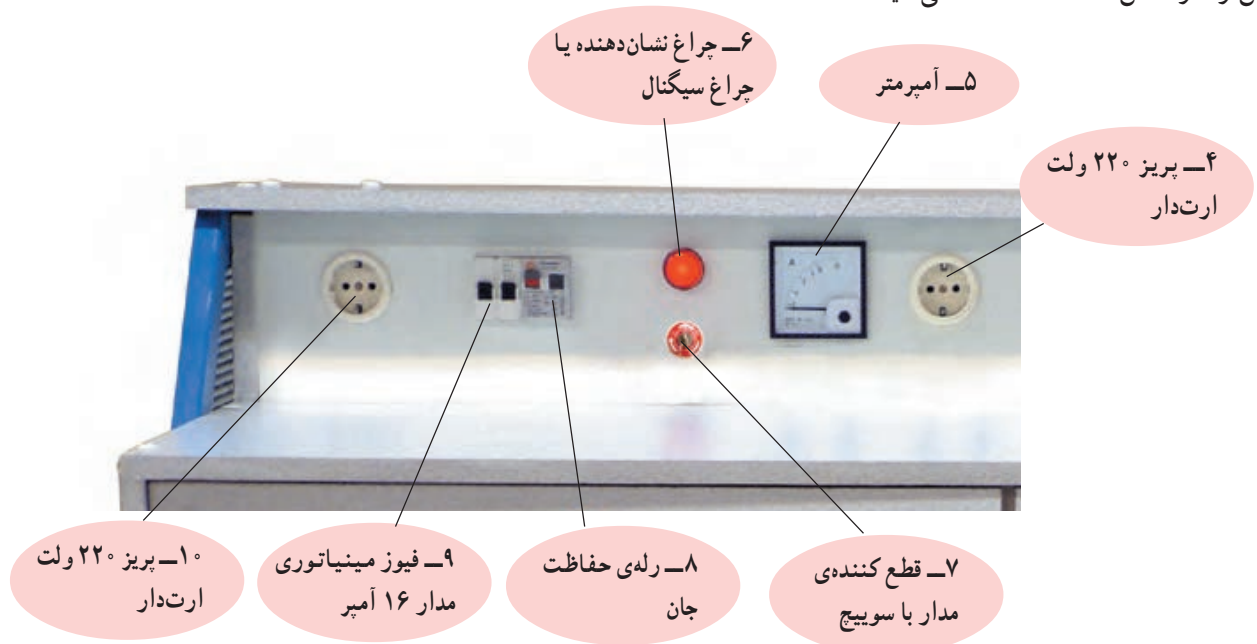 ۶ــ چراغ نشان‌دهنده یا
چراغ سیگنال
۵ــ آمپرمتر
۴ــ پریز ۲۲۰ ولت
ارت‌دار
۱۰ــ پریز ۲۲۰ ولت
ارت‌دار
۹ــ فیوز مینیاتوری
مدار ۱۶ آمپر
۸ــ رله‌ی حفاظت
جان
۷ــ قطع کننده‌ی
مدار با سوییچ
A